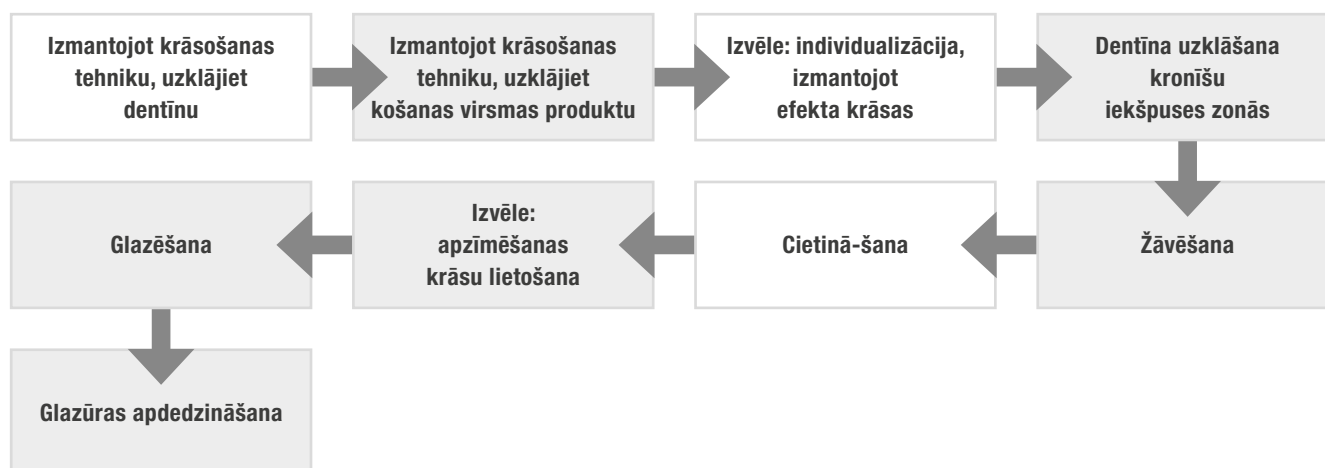 Izmantojot krāsošanas
tehniku, uzklājiet
dentīnu
Izmantojot krāsošanas
tehniku, uzklājiet
košanas virsmas produktu
Izvēle: individualizācija,
izmantojot
efekta krāsas
Dentīna uzklāšana
kronīšu
iekšpuses zonās
Žāvēšana
Cietinā-šana
Izvēle:
apzīmēšanas
krāsu lietošana
Glazēšana
Glazūras apdedzināšana